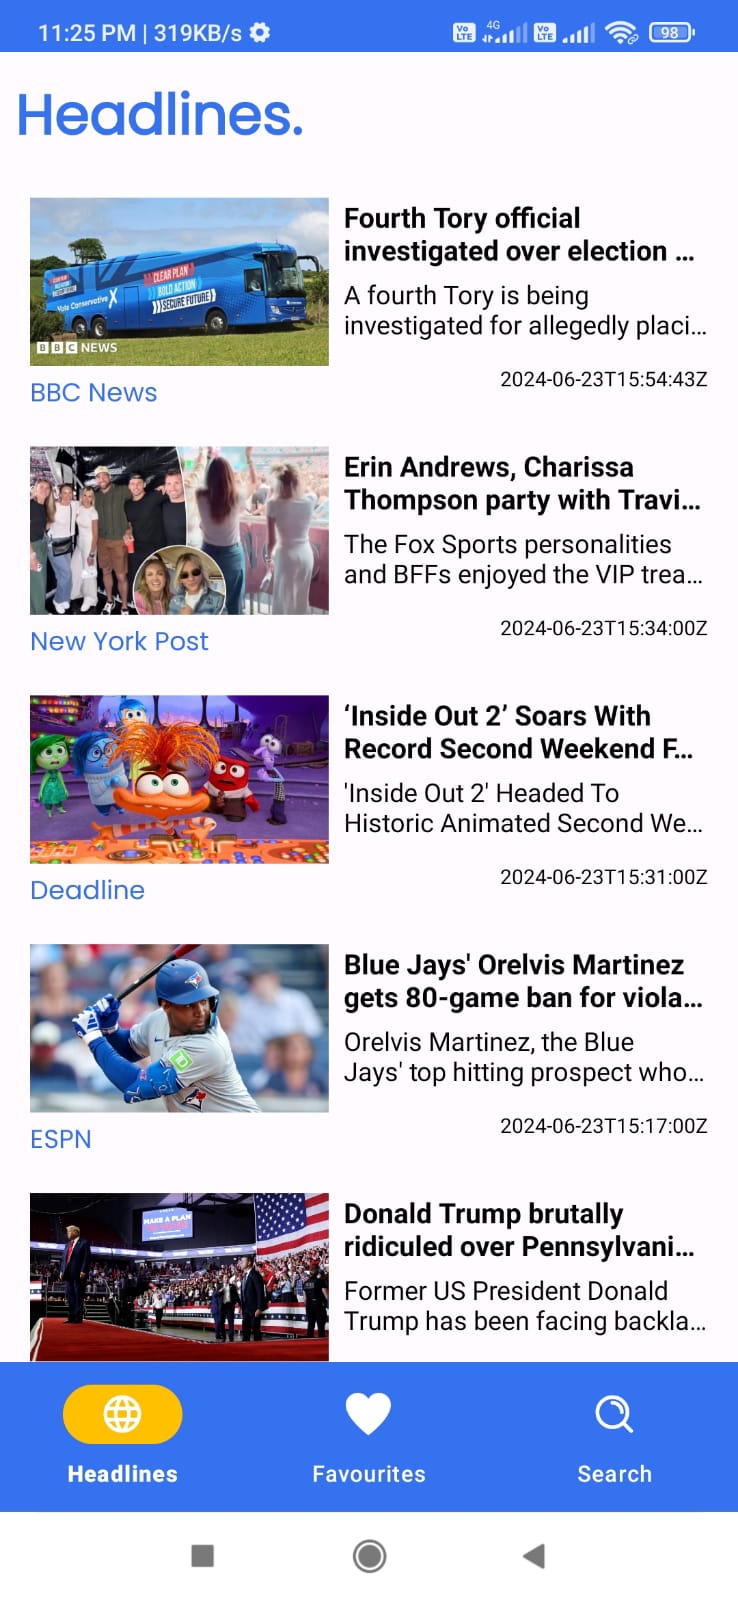 11:25 PM | 319KB/s
Vo LTE 4G Vo LTE 98
Headlines.
CLEAR PLAN
BOLD ACTION
SECURE FUTURE
Vote Conservative
BBC NEWS
Fourth Tory official
investigated over election ...
A fourth Tory is being
investigated for allegedly placi...
2024-06-23T15:54:43Z
BBC News
Erin Andrews, Charissa
Thompson party with Travi...
The Fox Sports personalities
and BFFs enjoyed the VIP trea...
2024-06-23T15:34:00Z
New York Post
‘Inside Out 2’ Soars With
Record Second Weekend F...
'Inside Out 2' Headed To
Historic Animated Second We...
2024-06-23T15:31:00Z
Deadline
Blue Jays' Orelvis Martinez
gets 80-game ban for viola...
Orelvis Martinez, the Blue
Jays' top hitting prospect who...
2024-06-23T15:17:00Z
ESPN
MAKE A PLAN
Donald Trump brutally
ridiculed over Pennsylvani...
Former US President Donald
Trump has been facing backla...
Headlines
Favourites
Search